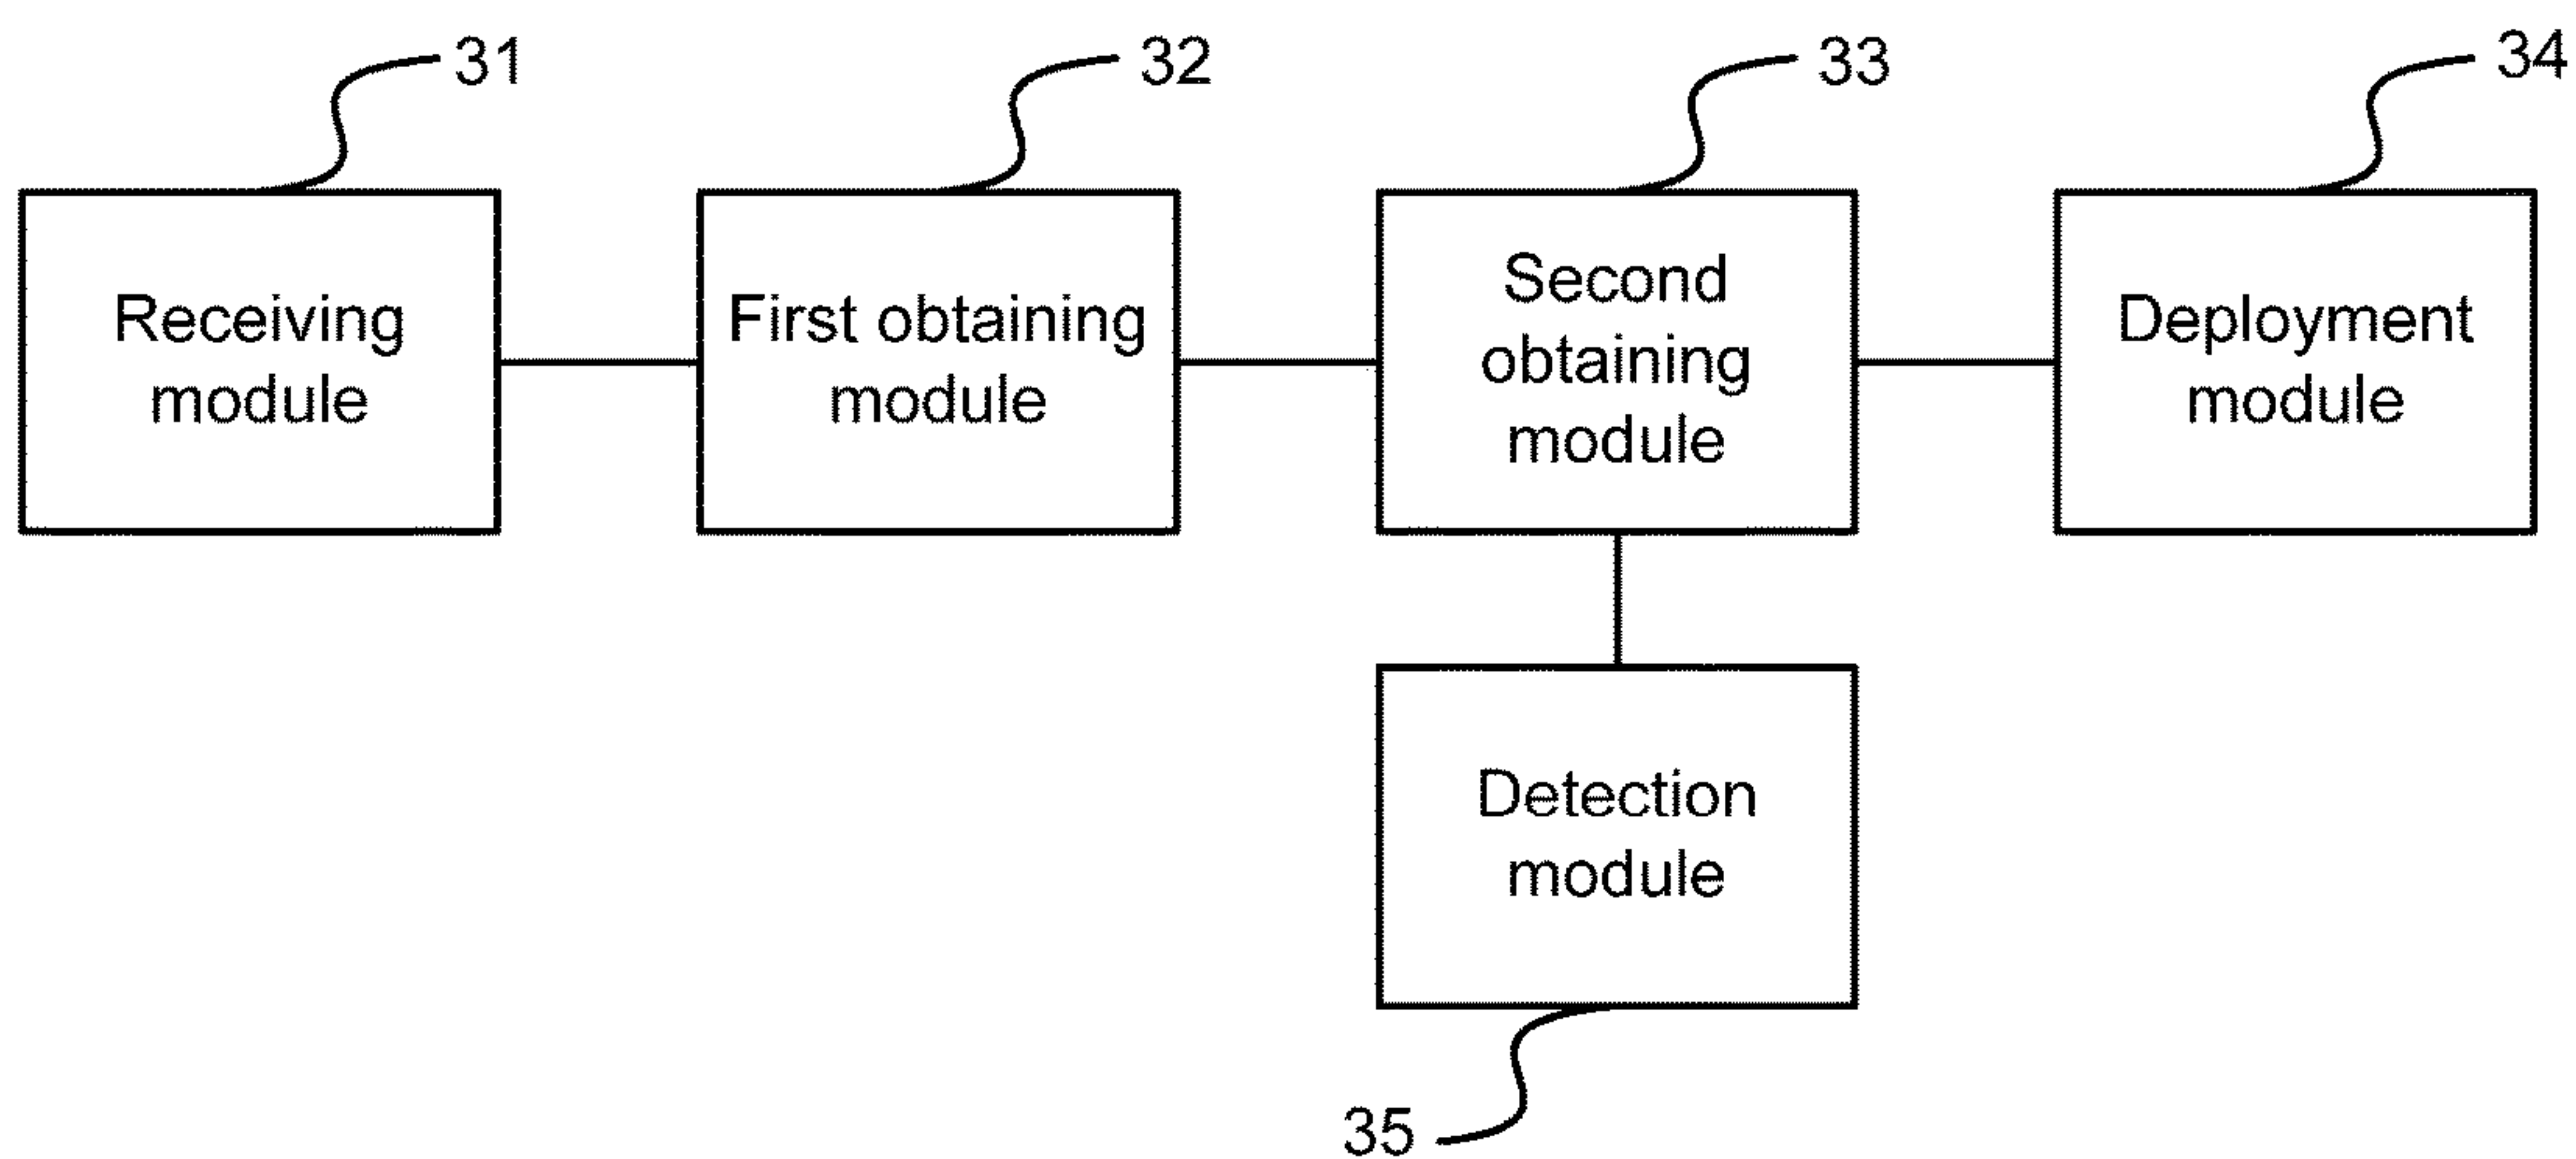 31
32
33
34
Receiving
module
First obtaining
module
Second
obtaining
module
Deployment
module
Detection
module
35